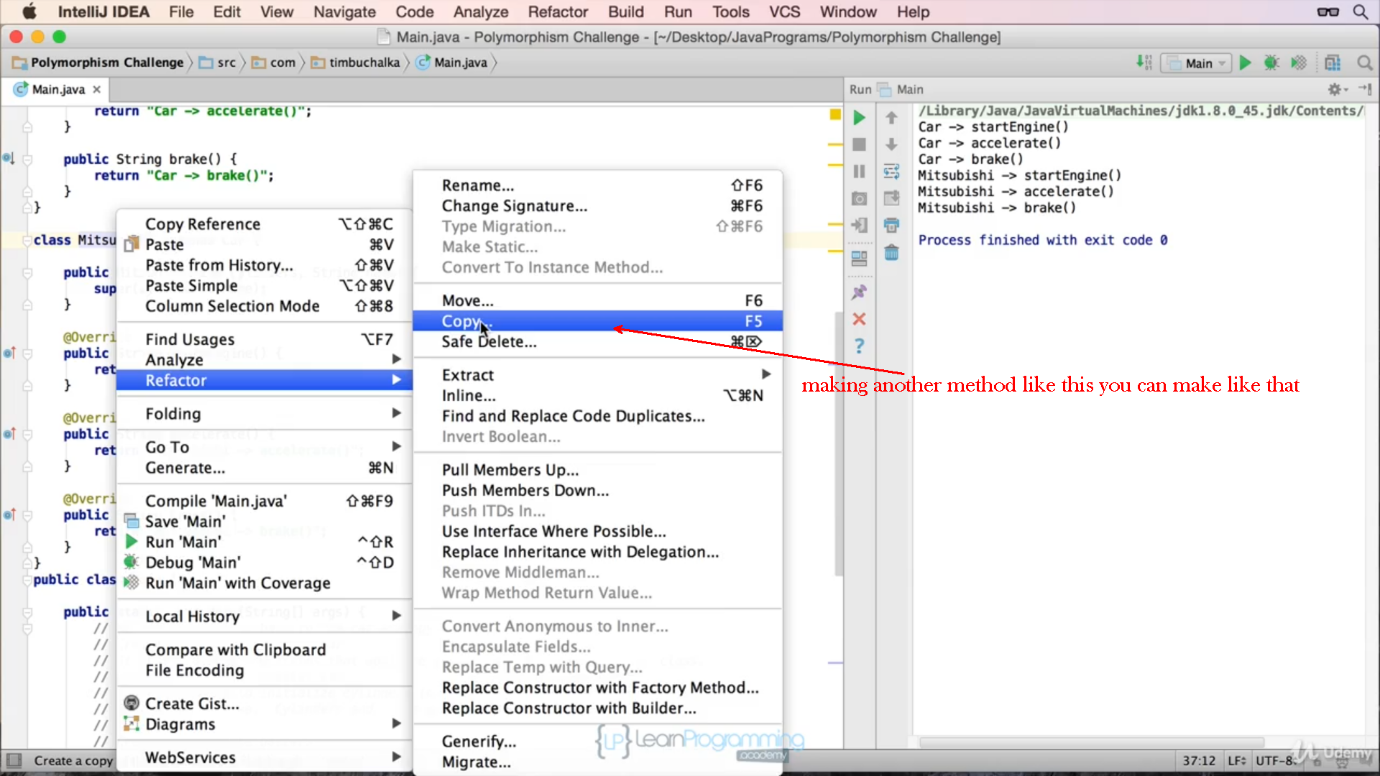 IntelliJ IDEA File Edit View Navigate Code Analyze Refactor Build Run Tools VCS Window Help
Main.java - Polymorphism Challenge - [~/Desktop/JavaPrograms/Polymorphism Challenge]
Polymorphism Challenge src com timbuchalka Main.java Main
Main.java
return "Car -> accelerate()";
}
public String brake() {
return "Car -> brake()";
}
}
class Mitsu
public
}
@Overri
public
ret
}
@Overri
public
ret
}
@Overri
public
ret
}
}
public clas
public
//
//
//
//
//
//
//
//
Copy Reference ⌥⇧⌘C
Paste ⌘V
Paste from History... ⇧⌘V
Paste Simple ⌥⇧⌘V
Column Selection Mode ⇧⌘8
Find Usages ⌥F7
Analyze
Refactor
Folding
Go To
Generate... ⌘N
Compile 'Main.java' ⇧⌘F9
Save 'Main'
Run 'Main' ^⇧R
Debug 'Main' ^⇧D
Run 'Main' with Coverage
Local History
Compare with Clipboard
File Encoding
Create Gist...
Diagrams
WebServices
Rename... ⇧F6
Change Signature... ⌘F6
Type Migration... ⇧⌘F6
Make Static...
Convert To Instance Method...
Move... F6
Copy... F5
Safe Delete... ⌘⌦
Extract
Inline... ⌥⌘N
Find and Replace Code Duplicates...
Invert Boolean...
Pull Members Up...
Push Members Down...
Push ITDs In...
Use Interface Where Possible...
Replace Inheritance with Delegation...
Remove Middleman...
Wrap Method Return Value...
Convert Anonymous to Inner...
Encapsulate Fields...
Replace Temp with Query...
Replace Constructor with Factory Method...
Replace Constructor with Builder...
Generify...
Migrate...
Run Main
/Library/Java/JavaVirtualMachines/jdk1.8.0_45.jdk/Contents/
Car -> startEngine()
Car -> accelerate()
Car -> brake()
Mitsubishi -> startEngine()
Mitsubishi -> accelerate()
Mitsubishi -> brake()
Process finished with exit code 0
making another method like this you can make like that
{LP} LearnProgramming
academy
Udemy
Create a copy 37:12 LF UTF-8